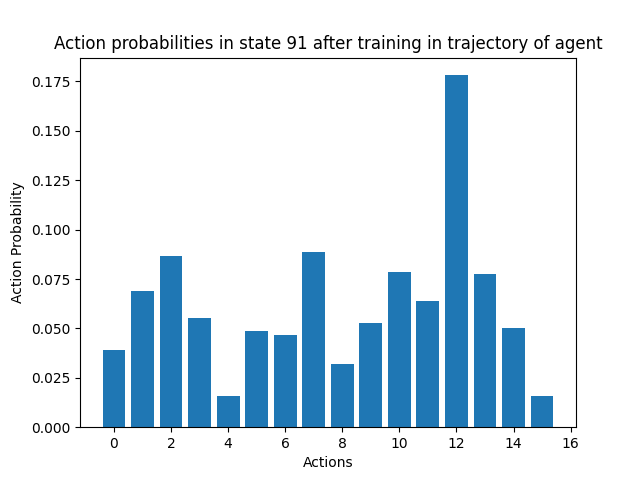 Action probabilities in state 91 after training in trajectory of agent
0.175
0.150
0.125
0.100
0.075
0.050
0.025
0.000
Action Probability
0 2 4 6 8 10 12 14 16
Actions